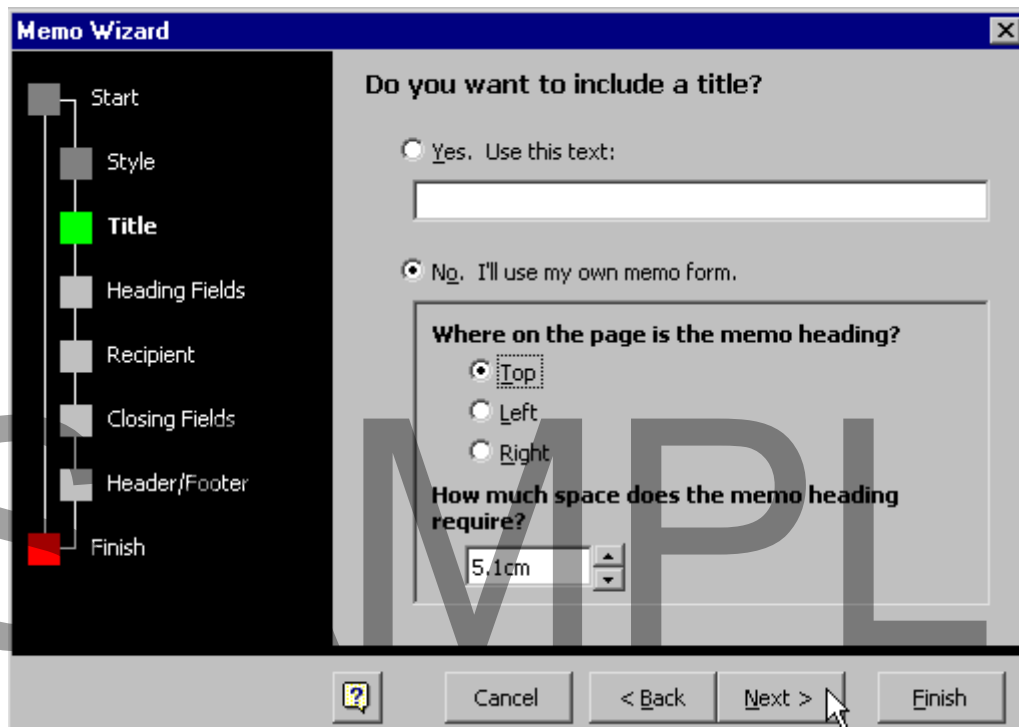 Memo Wizard
Start
Style
Title
Heading Fields
Recipient
Closing Fields
Header/Footer
Finish
Do you want to include a title?
Yes. Use this text:
No. I'll use my own memo form.
Where on the page is the memo heading?
Top
Left
Right
How much space does the memo heading
require?
5.1cm
? Cancel < Back Next > Finish
SAMPL